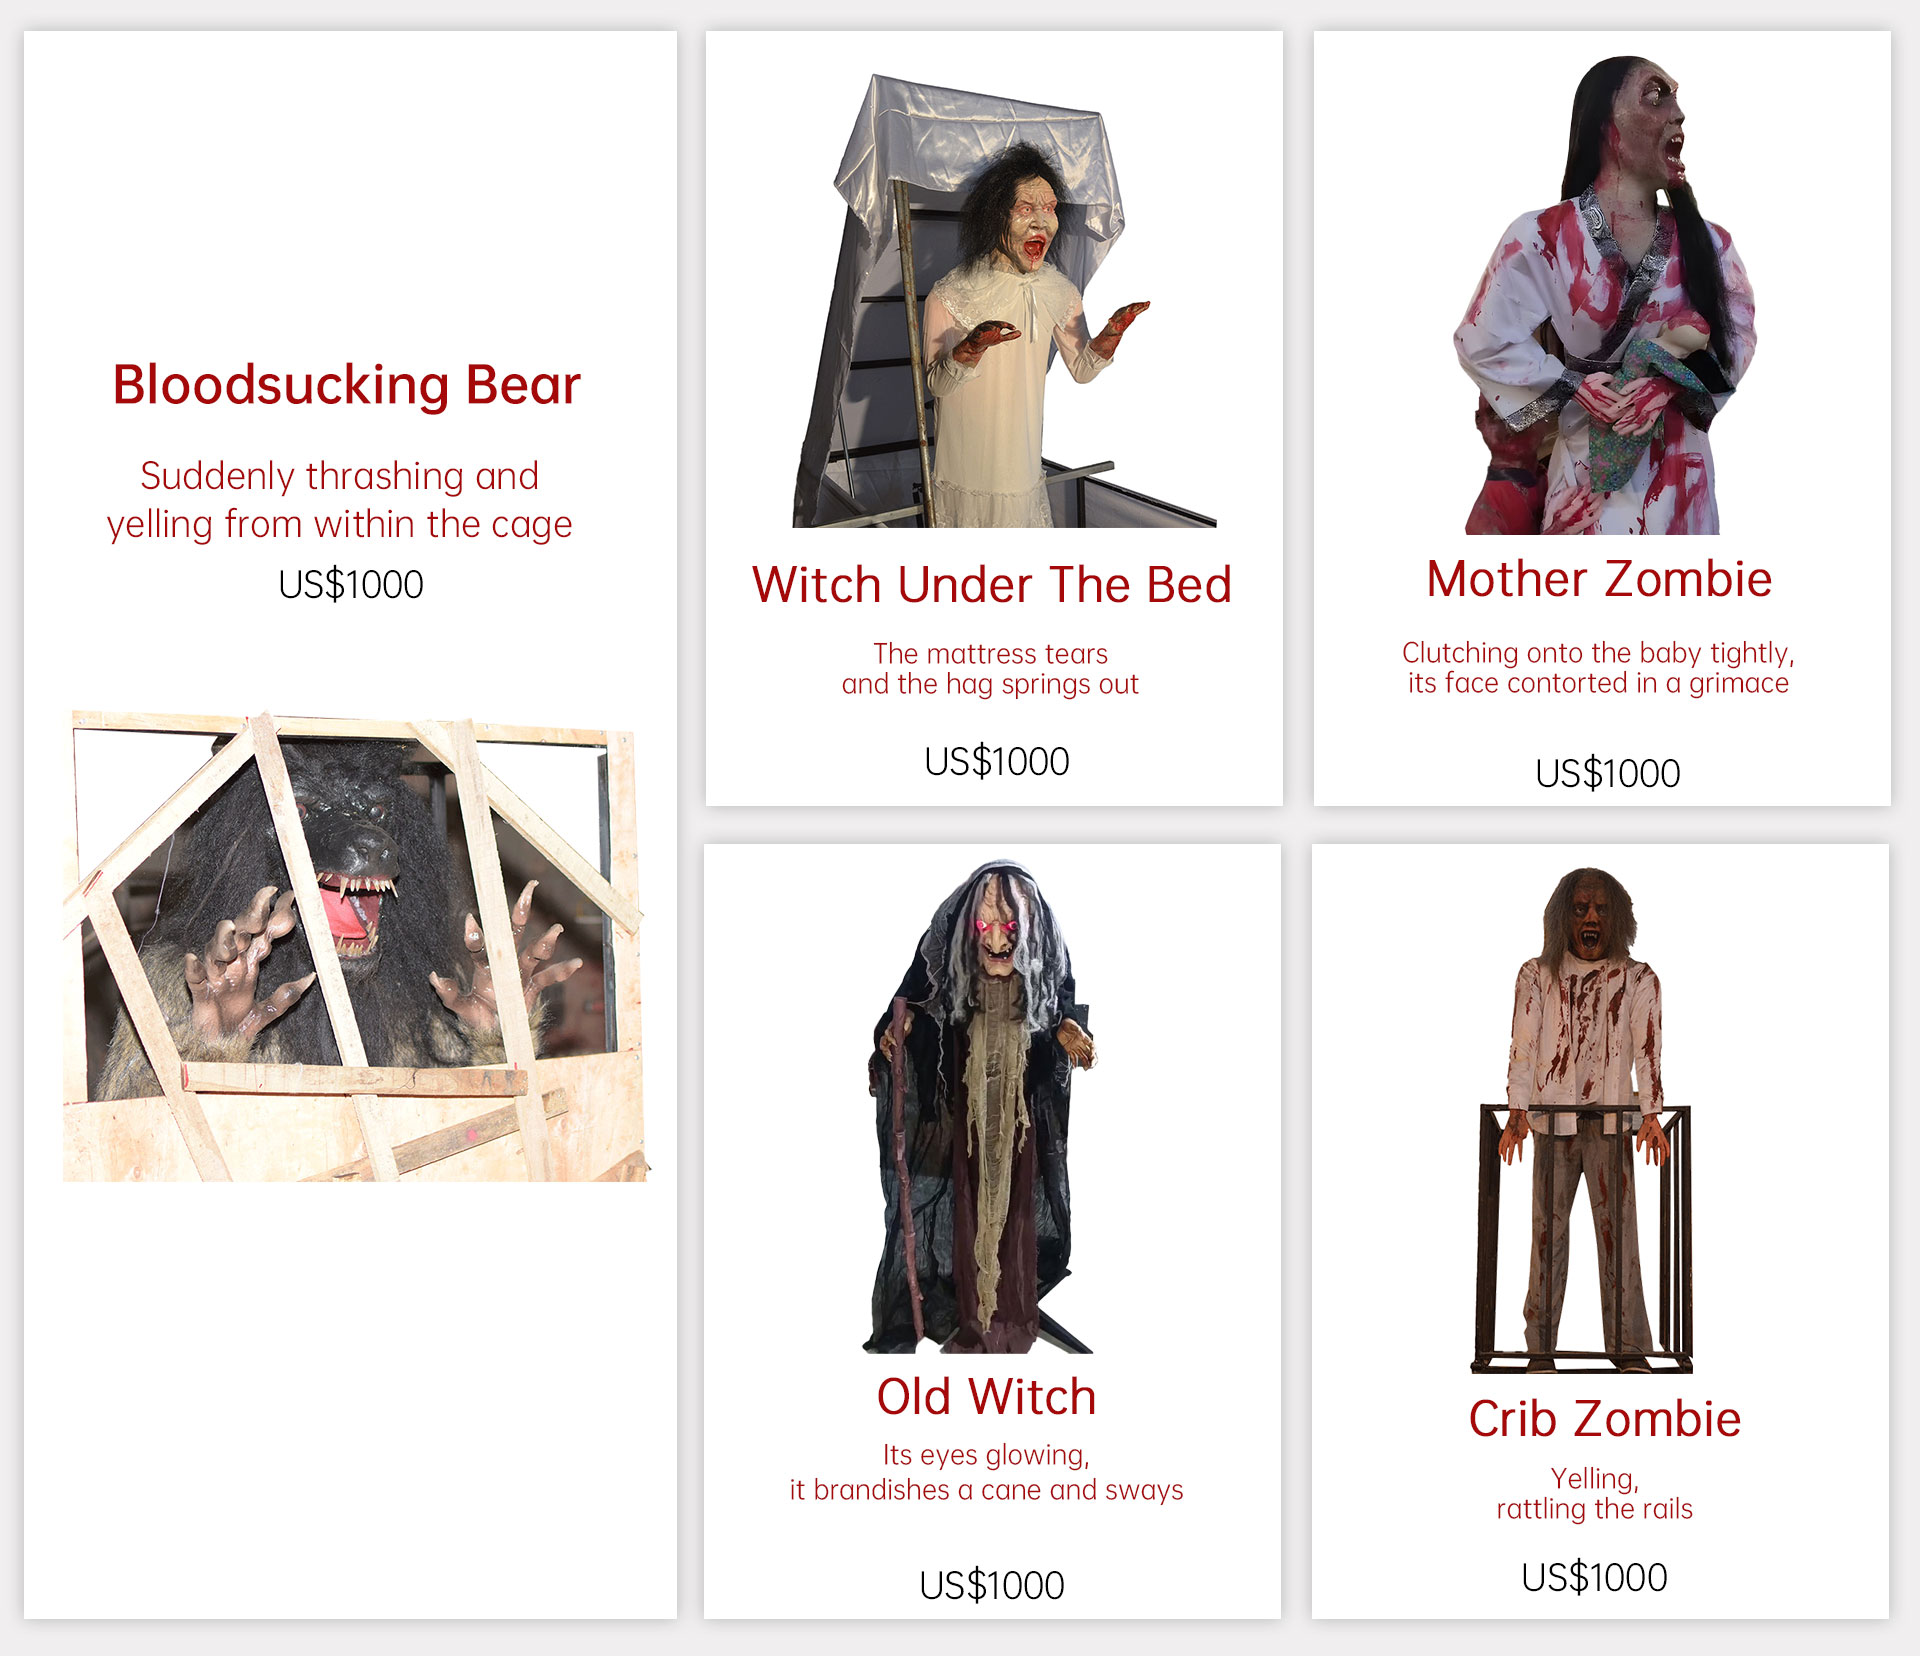 Bloodsucking Bear
Suddenly thrashing and
yelling from within the cage
US$1000
Witch Under The Bed
The mattress tears
and the hag springs out
US$1000
Mother Zombie
Clutching onto the baby tightly,
its face contorted in a grimace
US$1000
Old Witch
Its eyes glowing,
it brandishes a cane and sways
US$1000
Crib Zombie
Yelling,
rattling the rails
US$1000